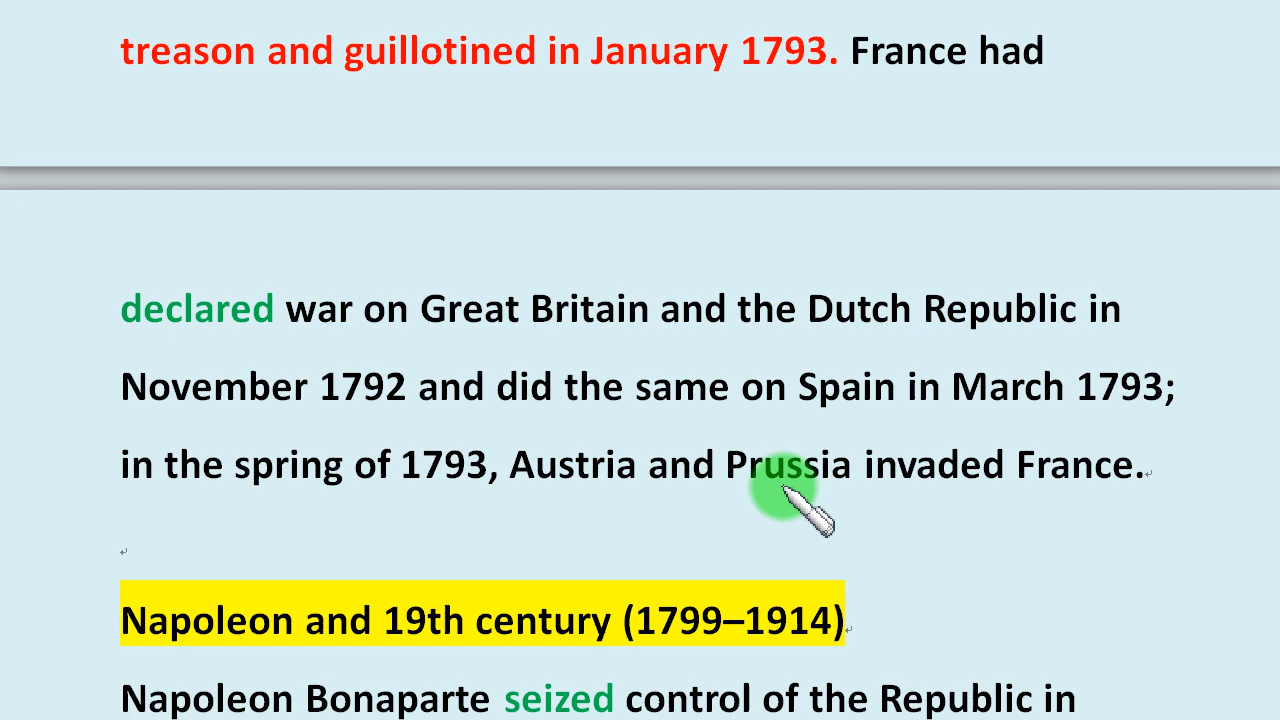 treason and guillotined in January 1793. France had
declared war on Great Britain and the Dutch Republic in
November 1792 and did the same on Spain in March 1793;
in the spring of 1793, Austria and Prussia invaded France.
Napoleon and 19th century (1799–1914)
Napoleon Bonaparte seized control of the Republic in